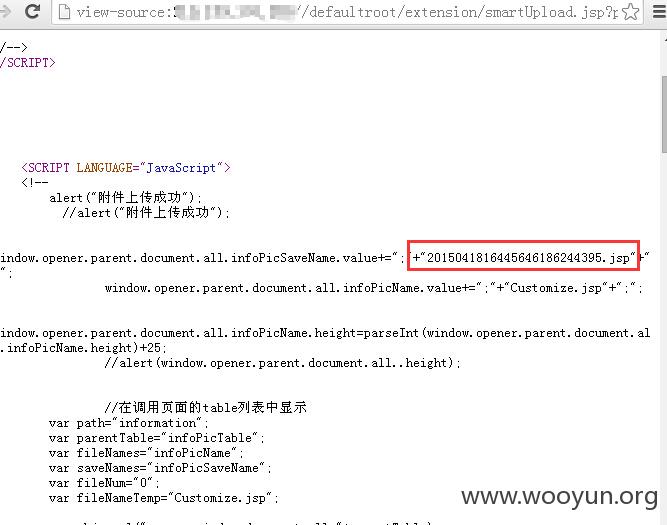 view-source:
//defaultroot/extension/smartUpload.jsp?p
/-->
/SCRIPT>
<SCRIPT LANGUAGE="JavaScript">
<!--
alert("附件上传成功");
//alert("附件上传成功");
indow.opener.parent.document.all.infoPicSaveName.value+=";"+"2015041816445646186244395.jsp"+"
";
window.opener.parent.document.all.infoPicName.value+=";"+"Customize.jsp"+";";
indow.opener.parent.document.all.infoPicName.height=parseInt(window.opener.parent.document.al
.infoPicName.height)+25;
//alert(window.opener.parent.document.all..height);
//在调用页面的table列表中显示
var path="information";
var parentTable="infoPicTable";
var fileNames="infoPicName";
var saveNames="infoPicSaveName";
var fileNum="0";
var fileNameTemp="Customize.jsp";
www.wooyun.org